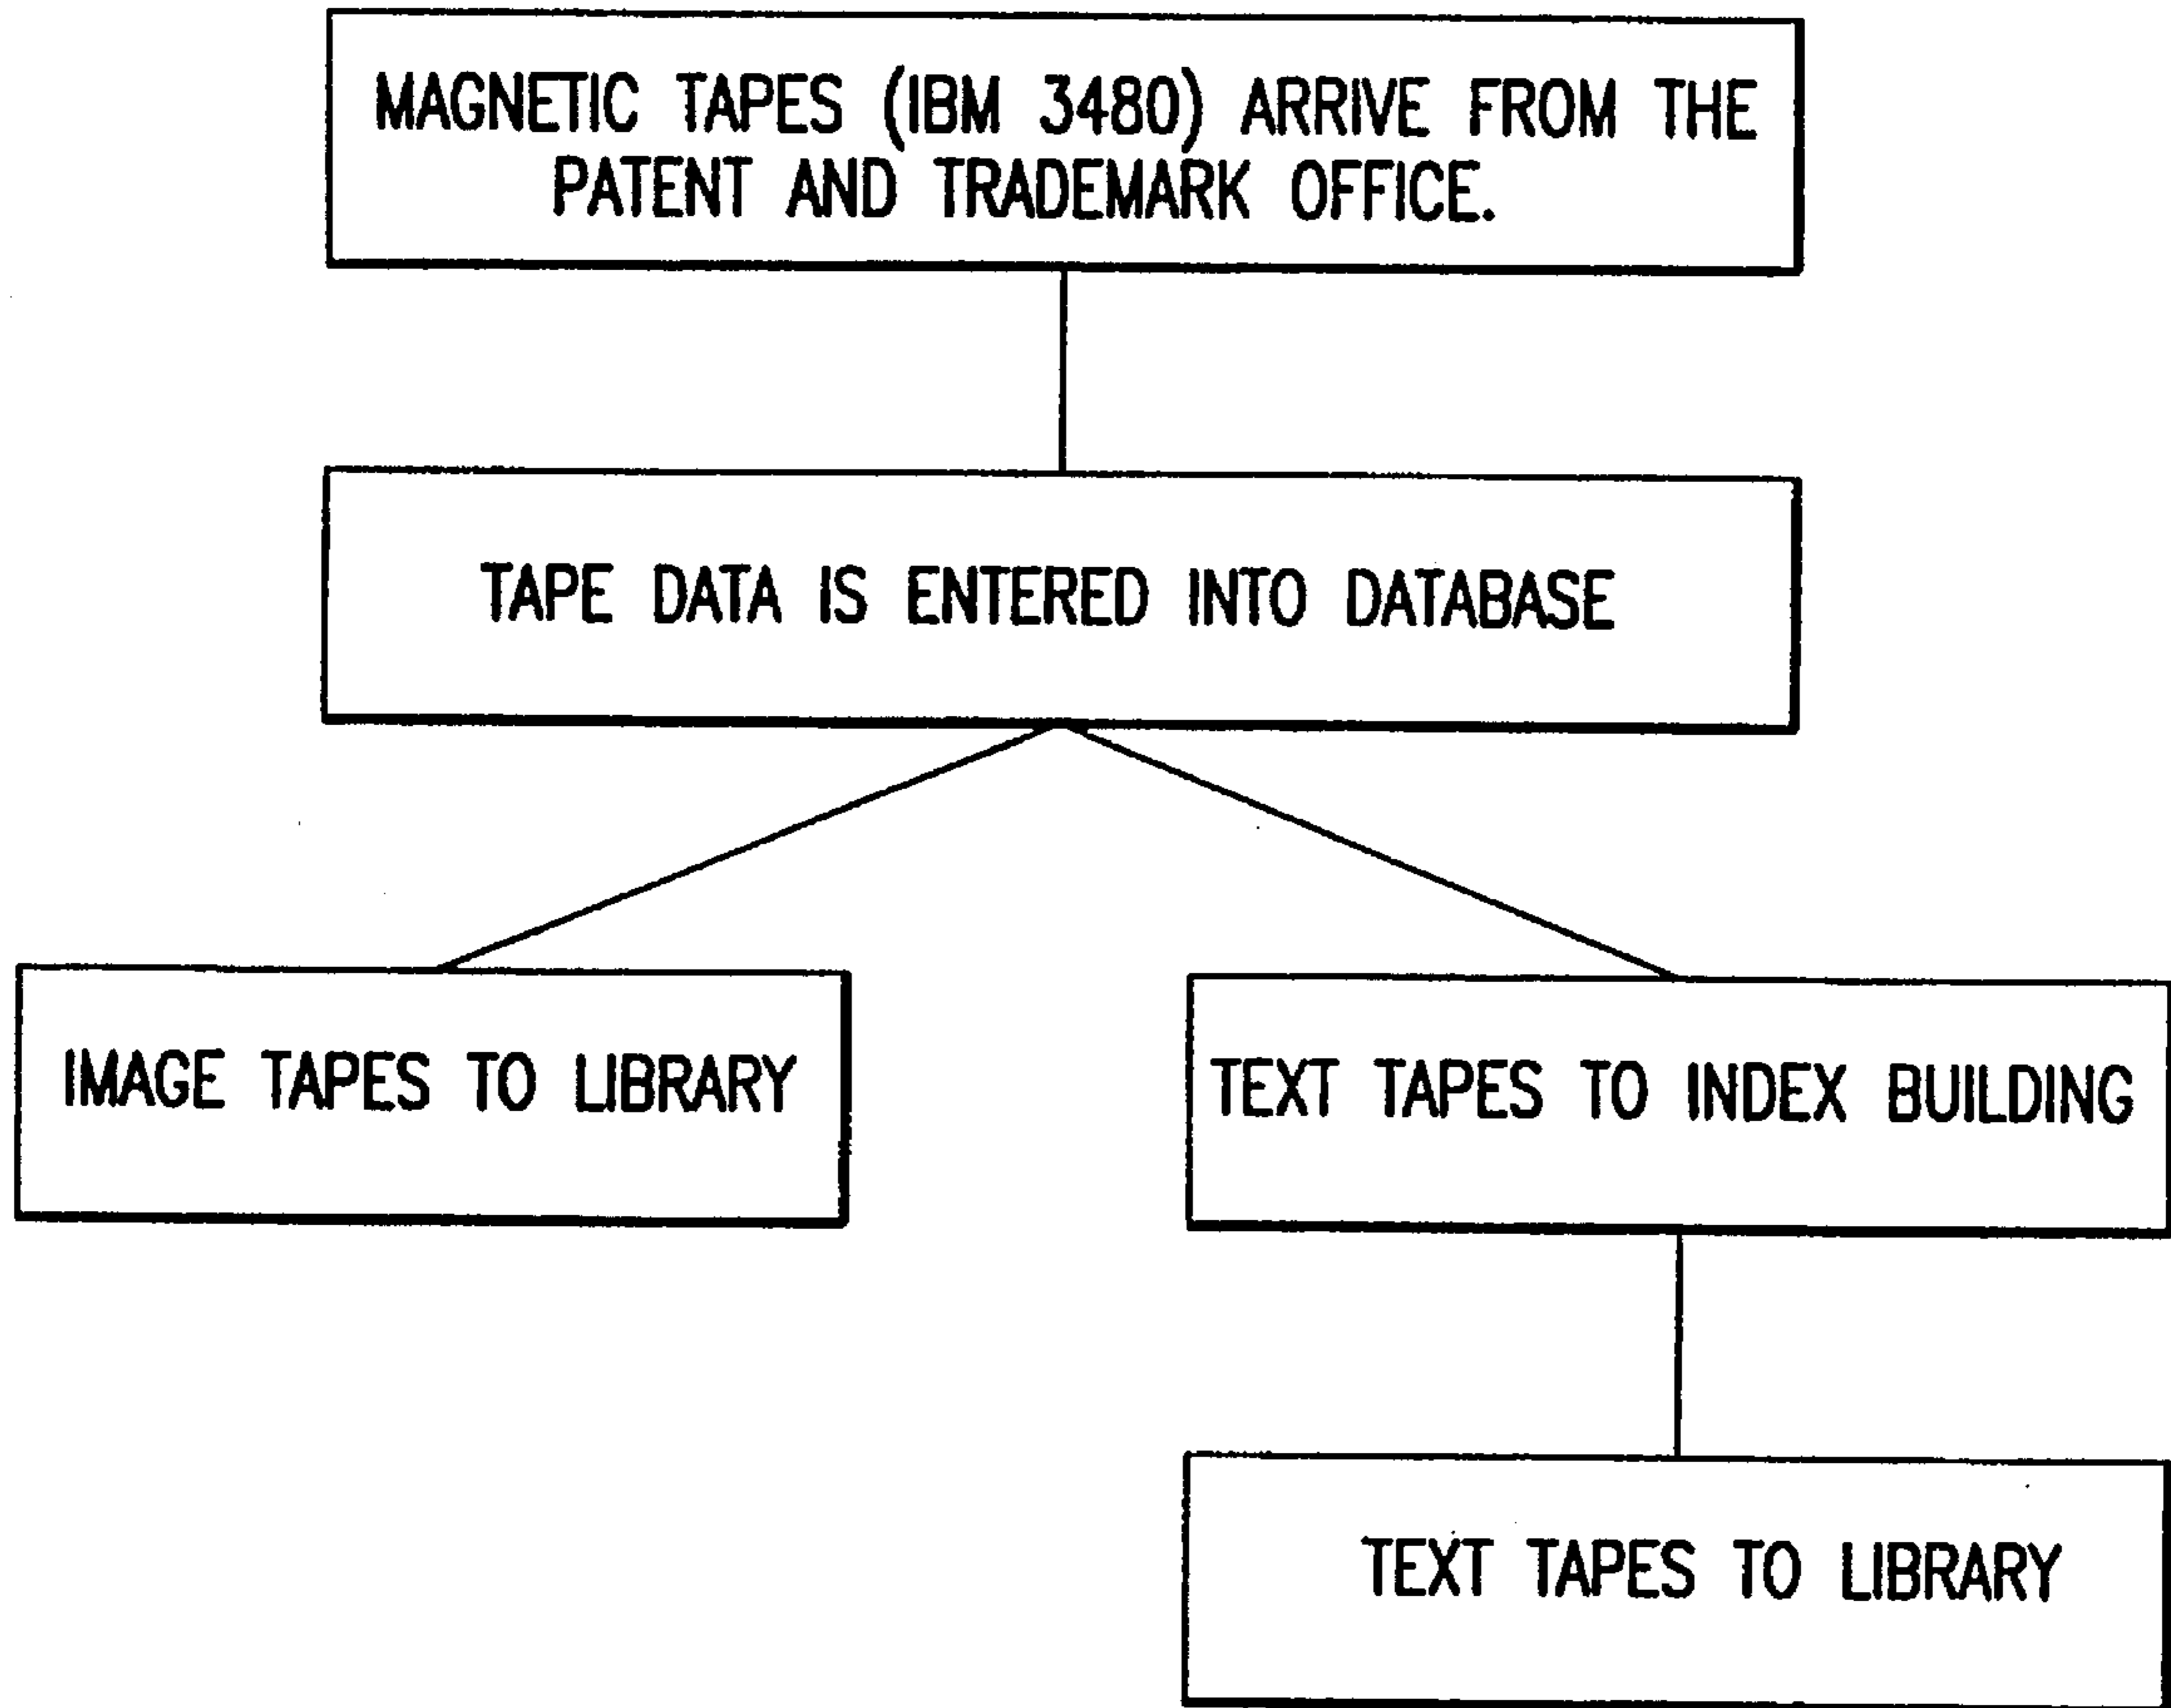 MAGNETIC TAPES (IBM 3480) ARRIVE FROM THE
PATENT AND TRADEMARK OFFICE.
TAPE DATA IS ENTERED INTO DATABASE
IMAGE TAPES TO LIBRARY
TEXT TAPES TO INDEX BUILDING
TEXT TAPES TO LIBRARY